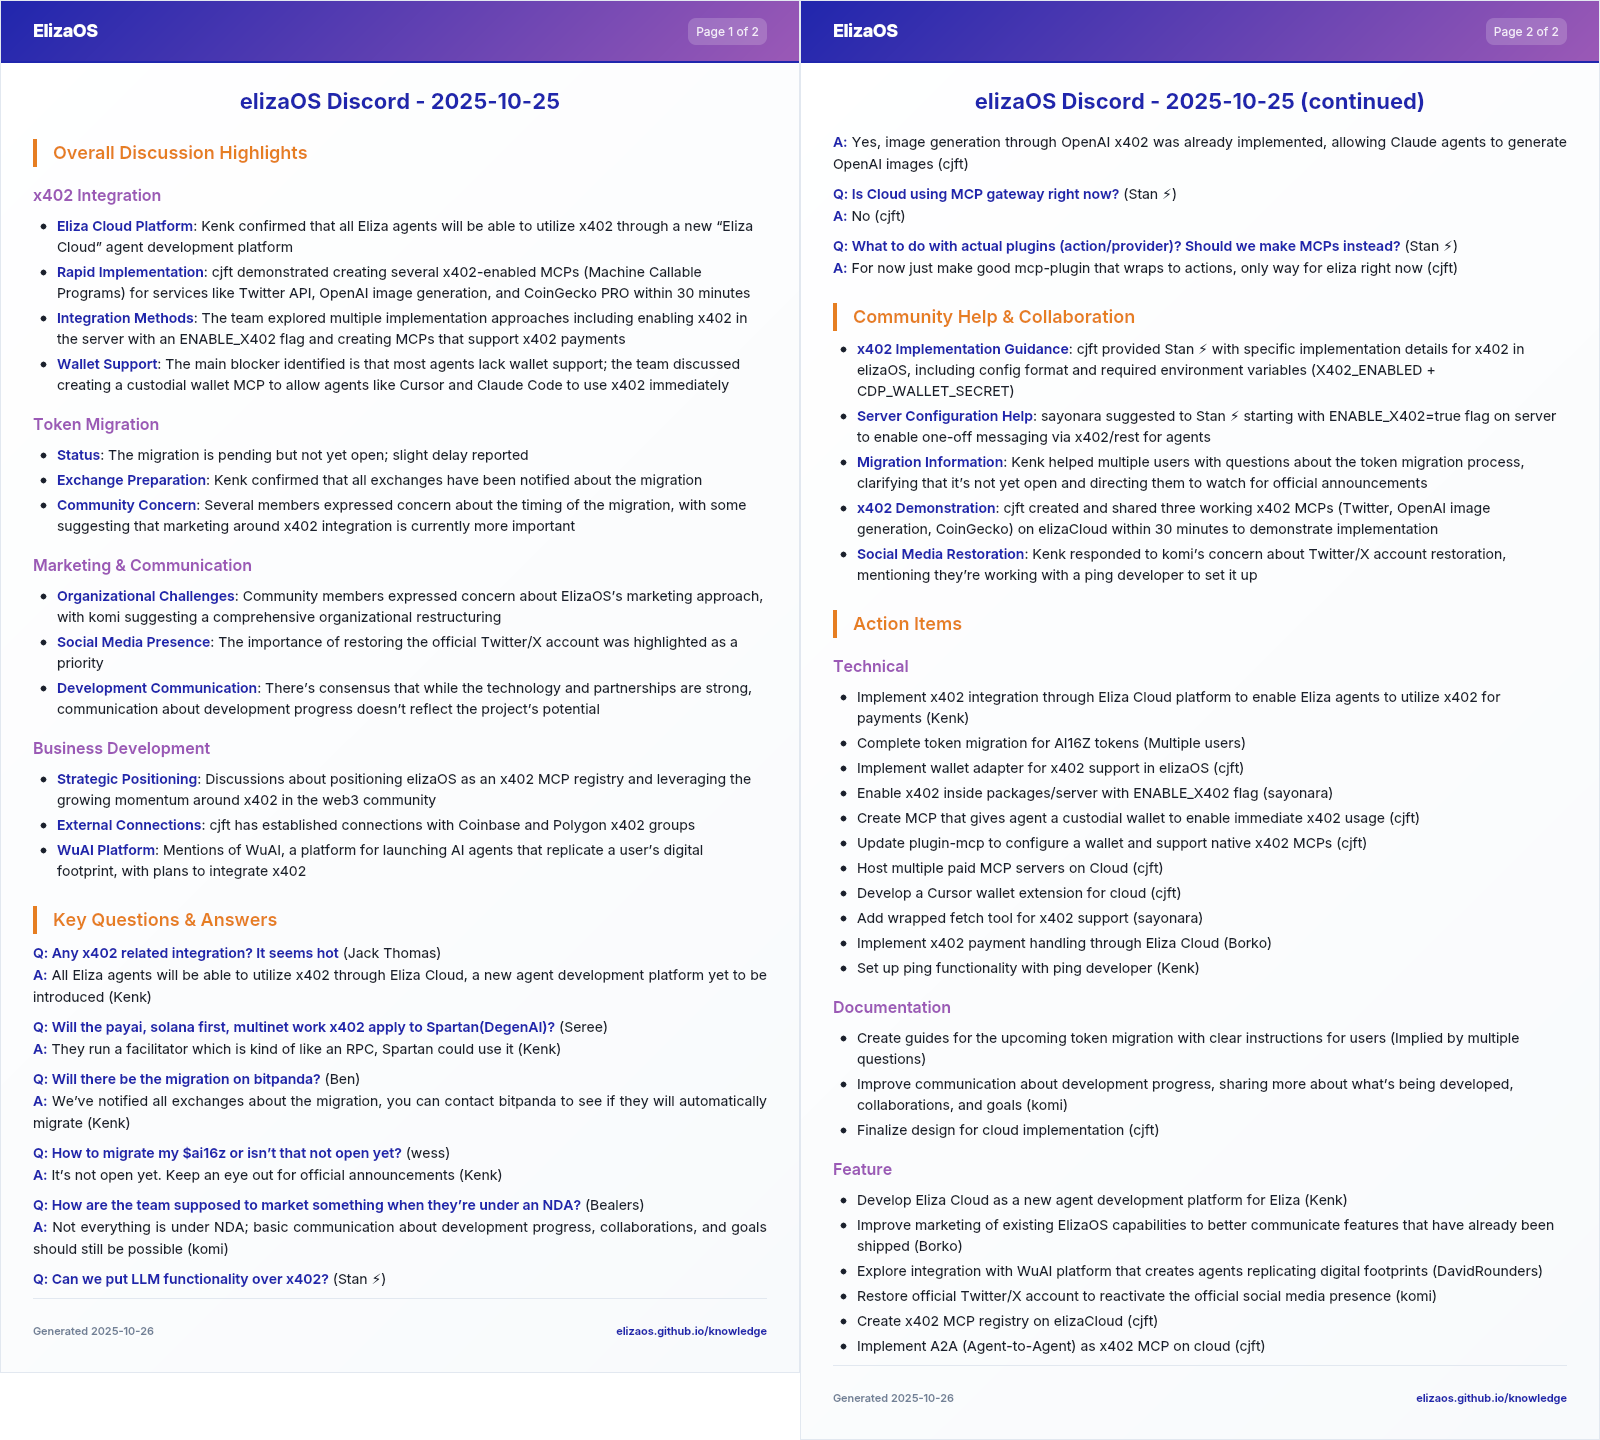 ElizaOS
Page 1 of 2
elizaOS Discord - 2025-10-25
Overall Discussion Highlights
x402 Integration
• Eliza Cloud Platform: Kenk confirmed that all Eliza agents will be able to utilize x402 through a new “Eliza
Cloud” agent development platform
• Rapid Implementation: cjft demonstrated creating several x402-enabled MCPs (Machine Callable
Programs) for services like Twitter API, OpenAI image generation, and CoinGecko PRO within 30 minutes
• Integration Methods: The team explored multiple implementation approaches including enabling x402 in
the server with an ENABLE_X402 flag and creating MCPs that support x402 payments
• Wallet Support: The main blocker identified is that most agents lack wallet support; the team discussed
creating a custodial wallet MCP to allow agents like Cursor and Claude Code to use x402 immediately
Token Migration
• Status: The migration is pending but not yet open; slight delay reported
• Exchange Preparation: Kenk confirmed that all exchanges have been notified about the migration
• Community Concern: Several members expressed concern about the timing of the migration, with some
suggesting that marketing around x402 integration is currently more important
Marketing & Communication
• Organizational Challenges: Community members expressed concern about ElizaOS’s marketing approach,
with komi suggesting a comprehensive organizational restructuring
• Social Media Presence: The importance of restoring the official Twitter/X account was highlighted as a
priority
• Development Communication: There’s consensus that while the technology and partnerships are strong,
communication about development progress doesn’t reflect the project’s potential
Business Development
• Strategic Positioning: Discussions about positioning elizaOS as an x402 MCP registry and leveraging the
growing momentum around x402 in the web3 community
• External Connections: cjft has established connections with Coinbase and Polygon x402 groups
• WuAI Platform: Mentions of WuAI, a platform for launching AI agents that replicate a user’s digital
footprint, with plans to integrate x402
Key Questions & Answers
Q: Any x402 related integration? It seems hot (Jack Thomas)
A: All Eliza agents will be able to utilize x402 through Eliza Cloud, a new agent development platform yet to be
introduced (Kenk)
Q: Will the payai, solana first, multinet work x402 apply to Spartan(DegenAI)? (Seree)
A: They run a facilitator which is kind of like an RPC, Spartan could use it (Kenk)
Q: Will there be the migration on bitpanda? (Ben)
A: We’ve notified all exchanges about the migration, you can contact bitpanda to see if they will automatically
migrate (Kenk)
Q: How to migrate my $ai16z or isn’t that not open yet? (wess)
A: It’s not open yet. Keep an eye out for official announcements (Kenk)
Q: How are the team supposed to market something when they’re under an NDA? (Bealers)
A: Not everything is under NDA; basic communication about development progress, collaborations, and goals
should still be possible (komi)
Q: Can we put LLM functionality over x402? (Stan ⚡)
Generated 2025-10-26
elizaos.github.io/knowledge
ElizaOS
Page 2 of 2
elizaOS Discord - 2025-10-25 (continued)
A: Yes, image generation through OpenAI x402 was already implemented, allowing Claude agents to generate
OpenAI images (cjft)
Q: Is Cloud using MCP gateway right now? (Stan ⚡)
A: No (cjft)
Q: What to do with actual plugins (action/provider)? Should we make MCPs instead? (Stan ⚡)
A: For now just make good mcp-plugin that wraps to actions, only way for eliza right now (cjft)
Community Help & Collaboration
• x402 Implementation Guidance: cjft provided Stan ⚡ with specific implementation details for x402 in
elizaOS, including config format and required environment variables (X402_ENABLED +
CDP_WALLET_SECRET)
• Server Configuration Help: sayonara suggested to Stan ⚡ starting with ENABLE_X402=true flag on server
to enable one-off messaging via x402/rest for agents
• Migration Information: Kenk helped multiple users with questions about the token migration process,
clarifying that it’s not yet open and directing them to watch for official announcements
• x402 Demonstration: cjft created and shared three working x402 MCPs (Twitter, OpenAI image
generation, CoinGecko) on elizaCloud within 30 minutes to demonstrate implementation
• Social Media Restoration: Kenk responded to komi’s concern about Twitter/X account restoration,
mentioning they’re working with a ping developer to set it up
Action Items
Technical
• Implement x402 integration through Eliza Cloud platform to enable Eliza agents to utilize x402 for
payments (Kenk)
• Complete token migration for AI16Z tokens (Multiple users)
• Implement wallet adapter for x402 support in elizaOS (cjft)
• Enable x402 inside packages/server with ENABLE_X402 flag (sayonara)
• Create MCP that gives agent a custodial wallet to enable immediate x402 usage (cjft)
• Update plugin-mcp to configure a wallet and support native x402 MCPs (cjft)
• Host multiple paid MCP servers on Cloud (cjft)
• Develop a Cursor wallet extension for cloud (cjft)
• Add wrapped fetch tool for x402 support (sayonara)
• Implement x402 payment handling through Eliza Cloud (Borko)
• Set up ping functionality with ping developer (Kenk)
Documentation
• Create guides for the upcoming token migration with clear instructions for users (Implied by multiple
questions)
• Improve communication about development progress, sharing more about what’s being developed,
collaborations, and goals (komi)
• Finalize design for cloud implementation (cjft)
Feature
• Develop Eliza Cloud as a new agent development platform for Eliza (Kenk)
• Improve marketing of existing ElizaOS capabilities to better communicate features that have already been
shipped (Borko)
• Explore integration with WuAI platform that creates agents replicating digital footprints (DavidRounders)
• Restore official Twitter/X account to reactivate the official social media presence (komi)
• Create x402 MCP registry on elizaCloud (cjft)
• Implement A2A (Agent-to-Agent) as x402 MCP on cloud (cjft)
Generated 2025-10-26
elizaos.github.io/knowledge